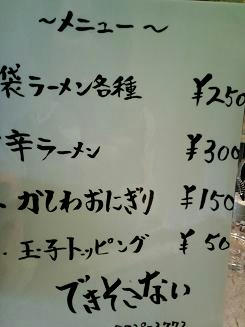 ～メニュー～
袋ラーメン各種 ￥250
辛ラーメン ￥300
・かしわおにぎり ￥150
・玉子トッピング ￥50
できそこない